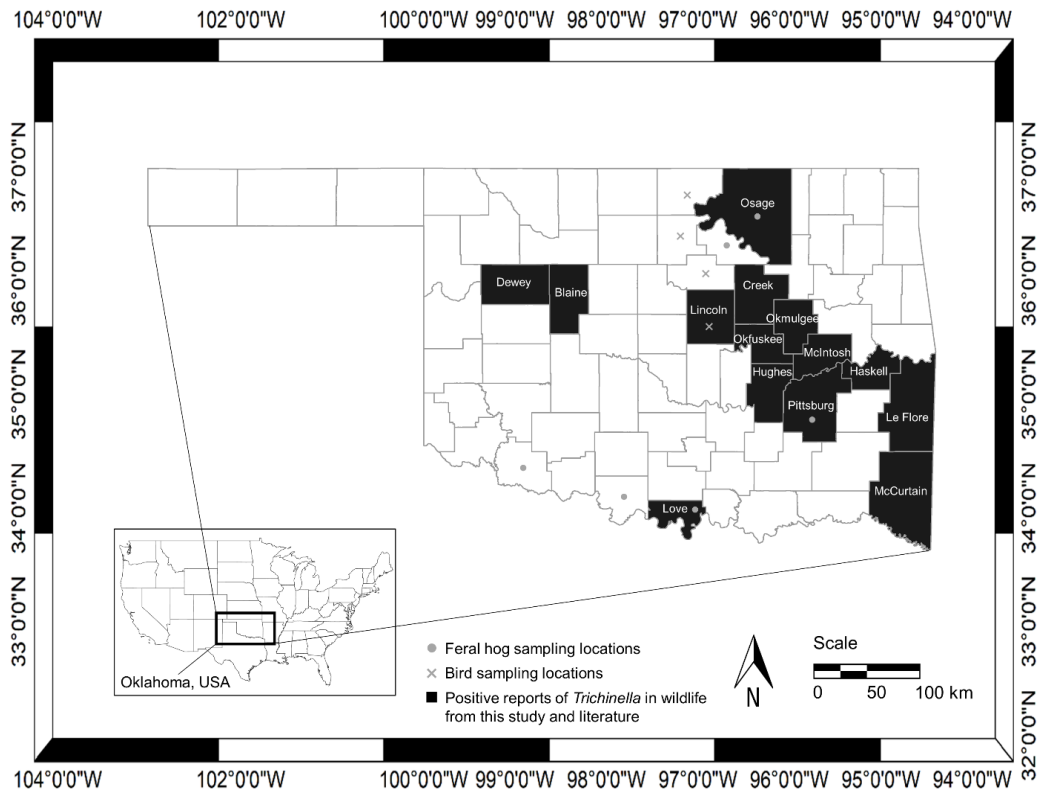 104°0'0"W 102°0'0"W 100°0'0"W 99°0'0"W 98°0'0"W 97°0'0"W 96°0'0"W 95°0'0"W 94°0'0"W
37°0'0"N
36°0'0"N
35°0'0"N
34°0'0"N
33°0'0"N
37°0'0"N
36°0'0"N
35°0'0"N
34°0'0"N
33°0'0"N
32°0'0"N
Osage
Dewey
Blaine
Creek
Lincoln
Okmulgee
Okfuskee
McIntosh
Hughes
Haskell
Pittsburg
Le Flore
McCurtain
Love
Oklahoma, USA
Feral hog sampling locations
Bird sampling locations
Positive reports of Trichinella in wildlife
from this study and literature
N
Scale
0 50 100 km
104°0'0"W 102°0'0"W 100°0'0"W 99°0'0"W 98°0'0"W 97°0'0"W 96°0'0"W 95°0'0"W 94°0'0"W